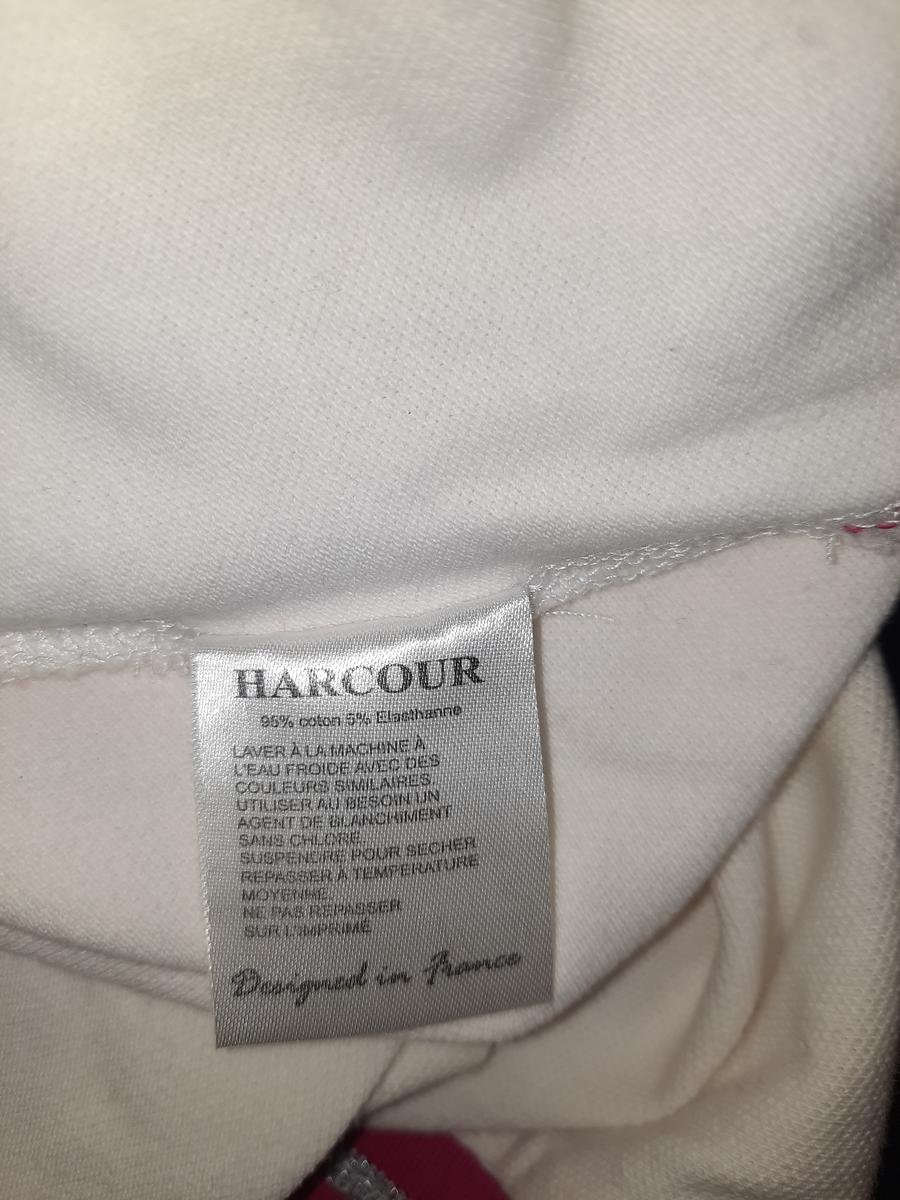 HARCOUR
95% coton 5% Elasthanne
LAVER À LA MACHINE À
L'EAU FROIDE AVEC DES
COULEURS SIMILAIRES,
UTILISER AU BESOIN UN
AGENT DE BLANCHIMENT
SANS CHLORE
SUSPENDRE POUR SECHER
REPASSER À TEMPERATURE
MOYENNE
NE PAS REPASSER
SUR L'IMPRIMÉ
Designed in France